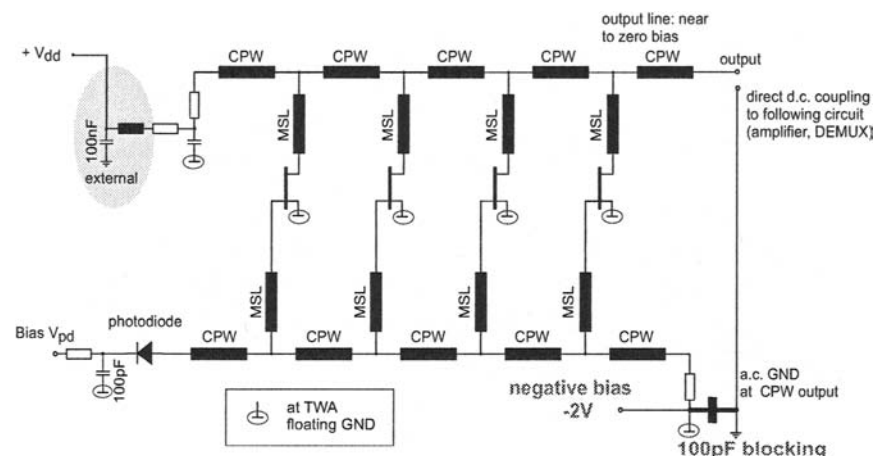 output line: near
to zero bias
+ Vdd
CPW
CPW
CPW
CPW
CPW
output
direct d.c. coupling
to following circuit
(amplifier, DEMUX)
MSL
MSL
MSL
MSL
100nF
external
MSL
MSL
MSL
MSL
Bias Vpd
photodiode
CPW
CPW
CPW
CPW
CPW
100pF
a.c. GND
at CPW output
negative bias
-2V
at TWA
floating GND
100pF blocking